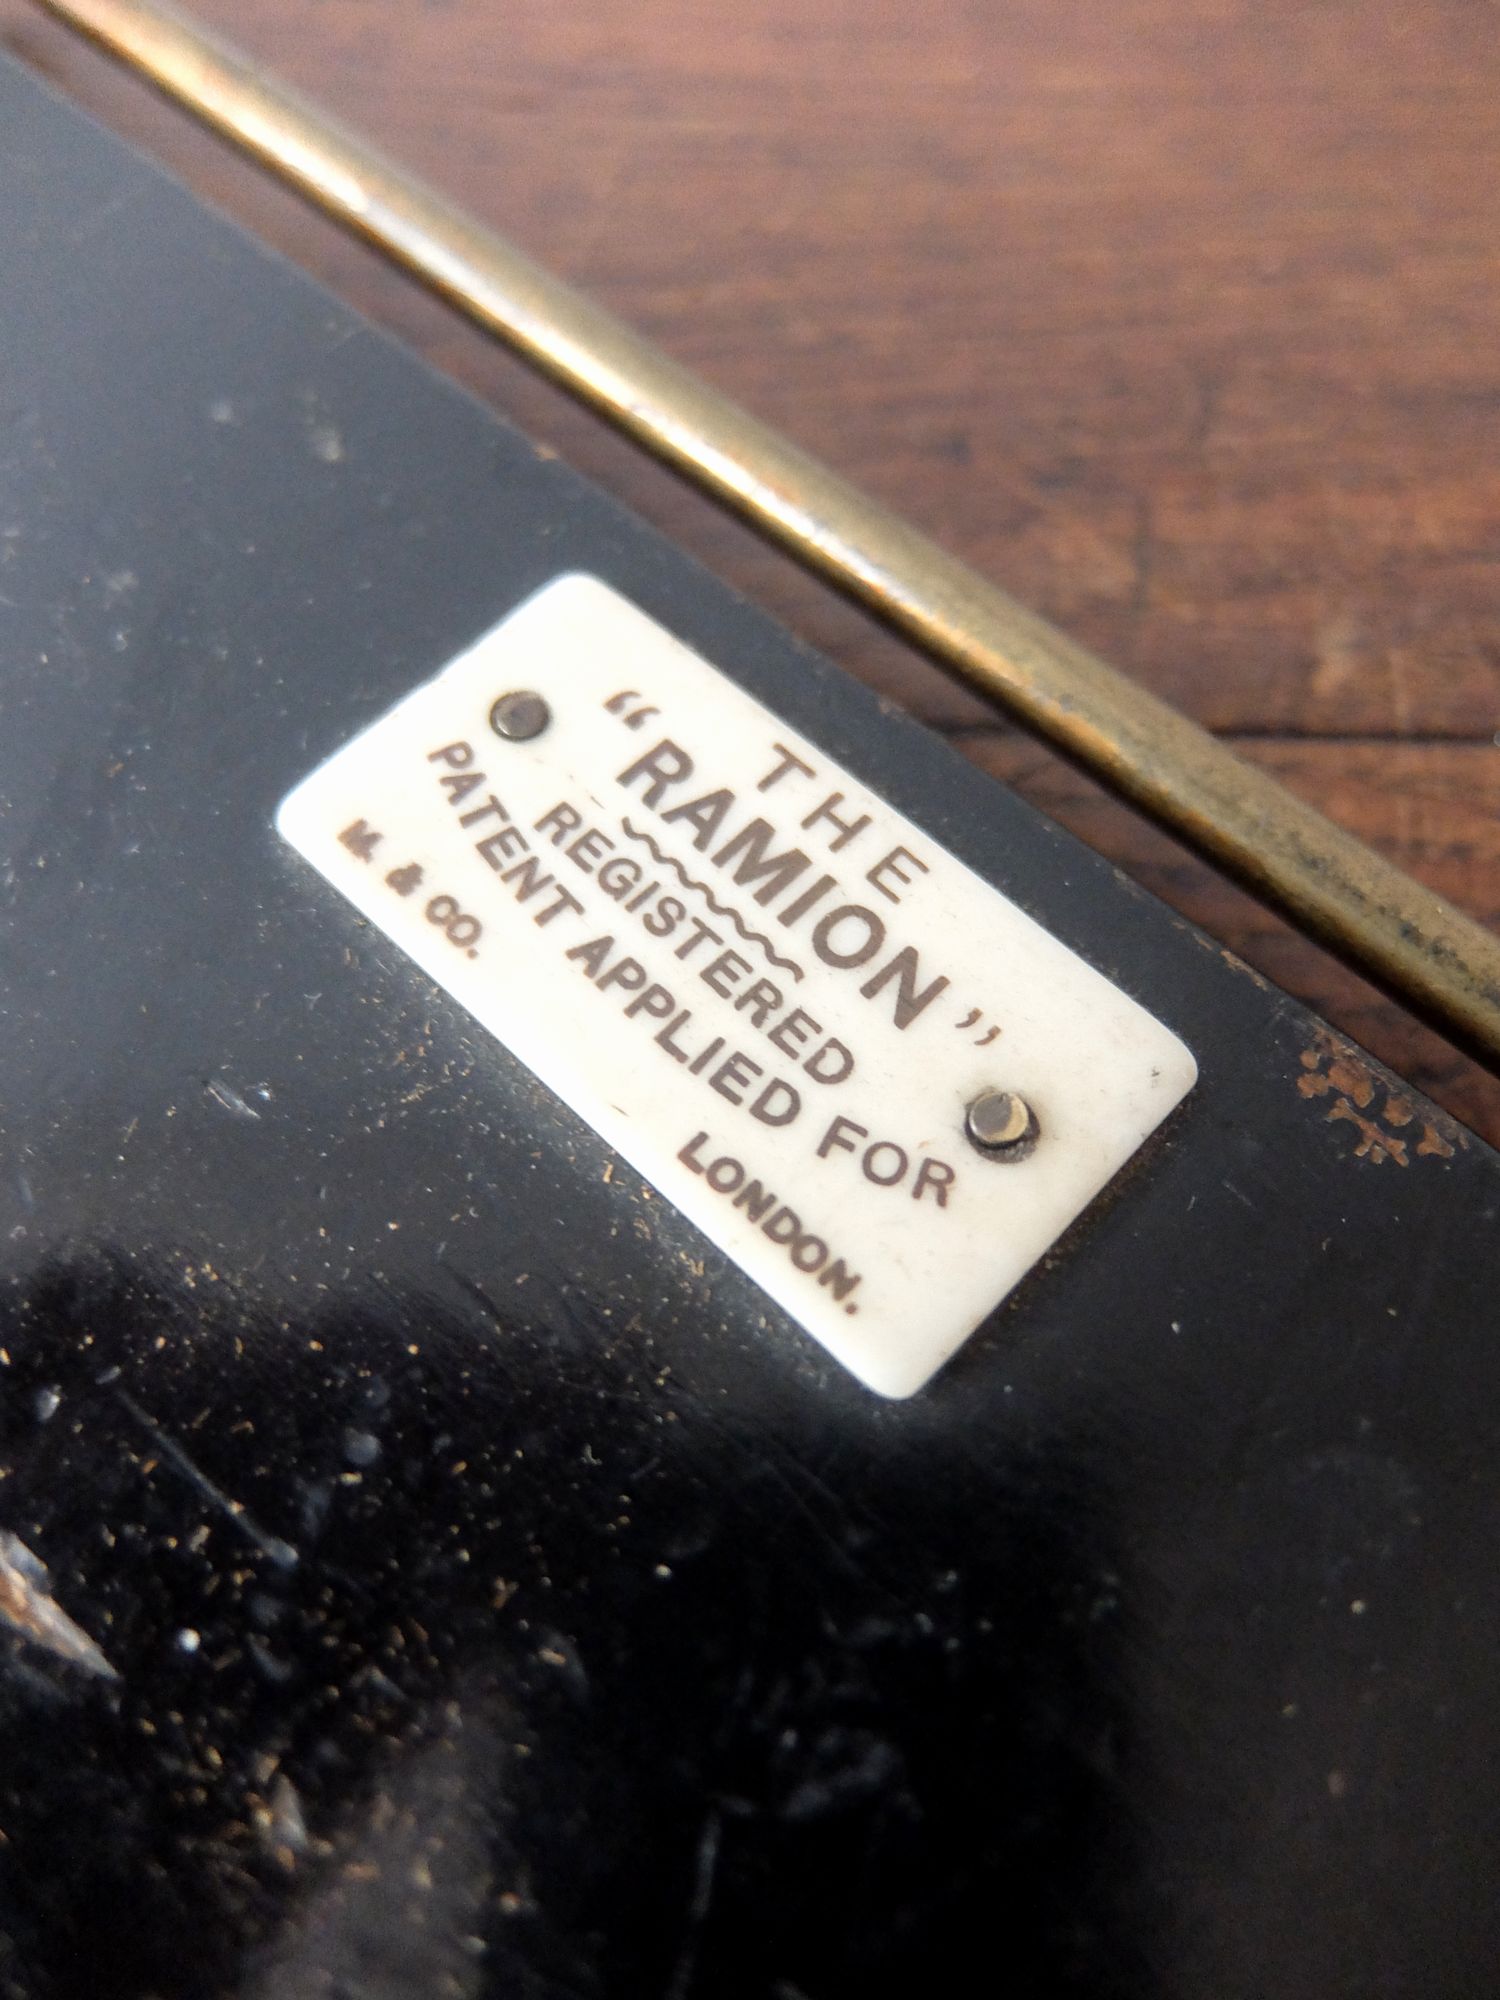 THE
“RAMION”
REGISTERED
PATENT APPLIED FOR
M. & CO. LONDON.